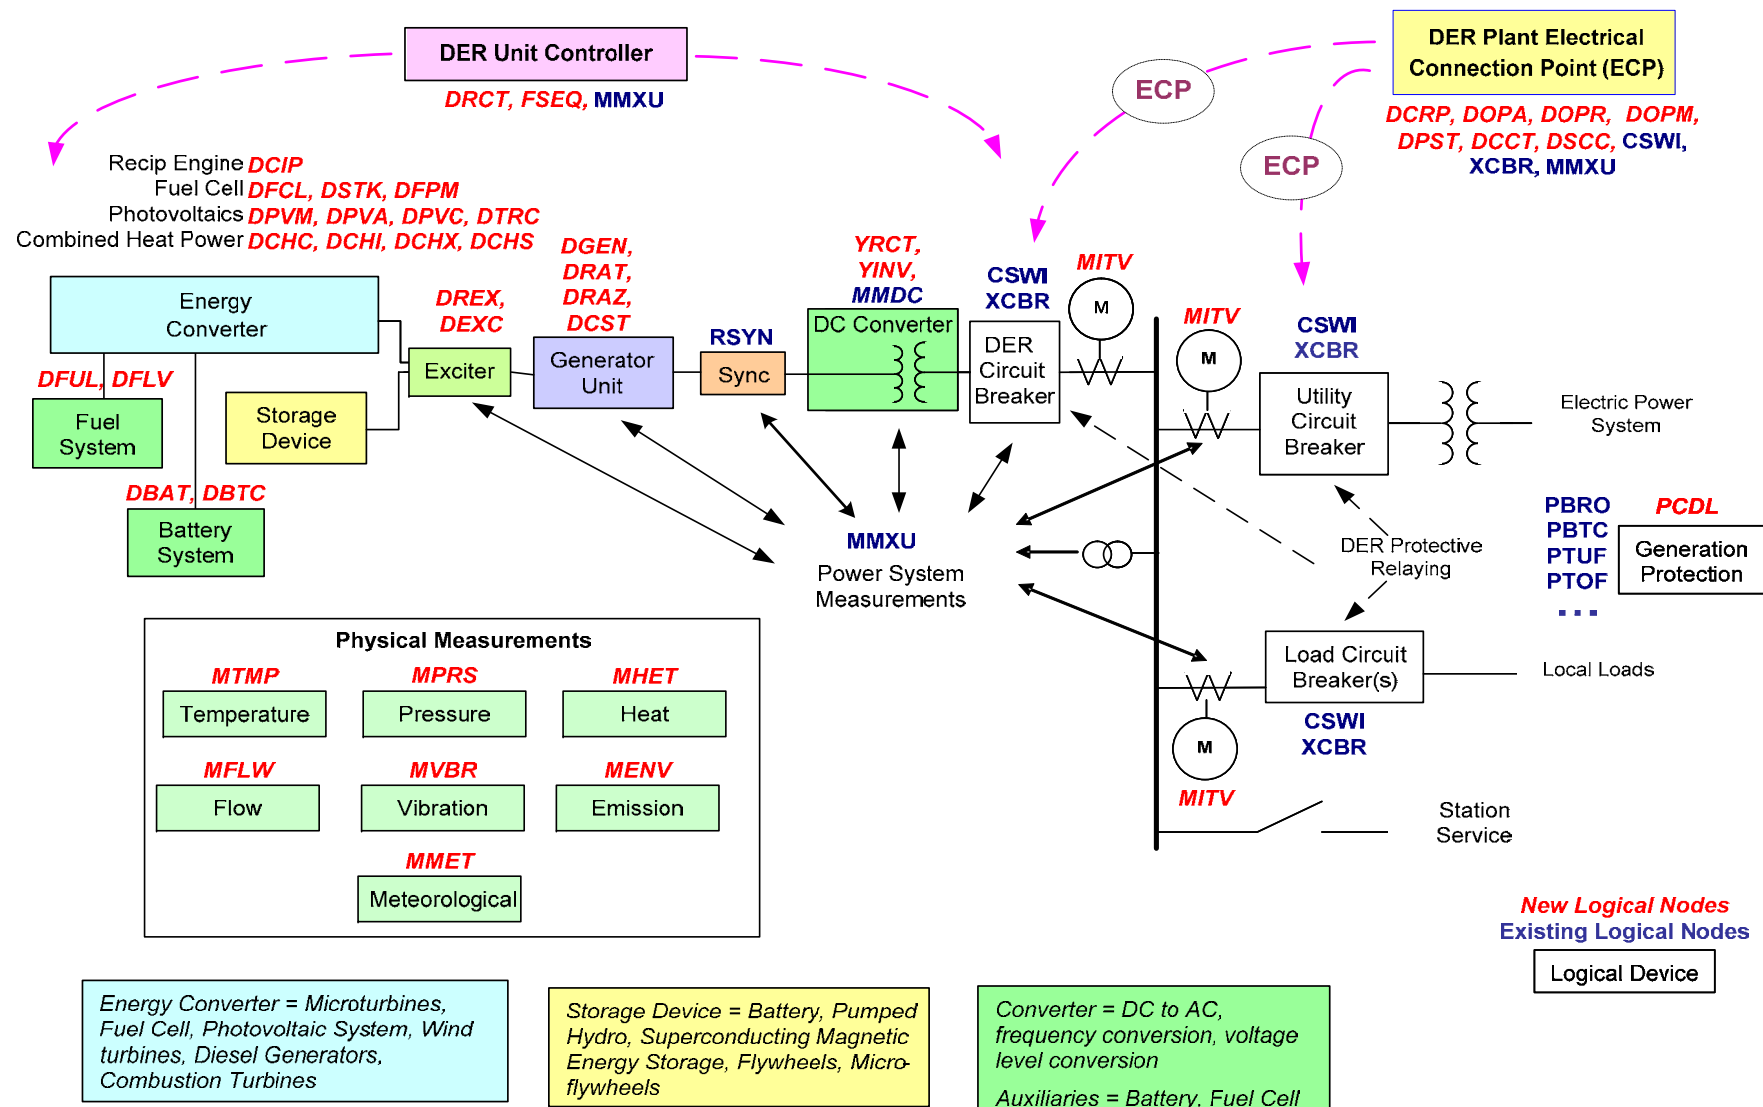 DER Unit Controller
DRCT, FSEQ, MMXU
ECP
DER Plant Electrical
Connection Point (ECP)
DCRP, DOPA, DOPR, DOPM,
DPST, DCCT, DSCC, CSWI,
XCBR, MMXU
ECP
Recip Engine DCIP
Fuel Cell DFCL, DSTK, DFPM
Photovoltaics DPVM, DPVA, DPVC, DTRC
Combined Heat Power DCHC, DCHI, DCHX, DCHS
Energy
Converter
DREX,
DEXC
Exciter
DGEN,
DRAT,
DRAZ,
DCST
Generator
Unit
RSYN
Sync
YRCT,
YINV,
MMDC
DC Converter
CSWI
XCBR
DER
Circuit
Breaker
MITV
M
MITV
M
CSWI
XCBR
Utility
Circuit
Breaker
Electric Power
System
DFUL, DFLV
Fuel
System
Storage
Device
DBAT, DBTC
Battery
System
MMXU
Power System
Measurements
DER Protective
Relaying
PBRO
PBTC
PTUF
PTOF
...
PCDL
Generation
Protection
Load Circuit
Breaker(s)
CSWI
XCBR
Local Loads
M
MITV
Station
Service
Physical Measurements
MTMP
Temperature
MPRS
Pressure
MHET
Heat
MFLW
Flow
MVBR
Vibration
MENV
Emission
MMET
Meteorological
New Logical Nodes
Existing Logical Nodes
Logical Device
Energy Converter = Microturbines,
Fuel Cell, Photovoltaic System, Wind
turbines, Diesel Generators,
Combustion Turbines
Storage Device = Battery, Pumped
Hydro, Superconducting Magnetic
Energy Storage, Flywheels, Micro-
flywheels
Converter = DC to AC,
frequency conversion, voltage
level conversion
Auxiliaries = Battery, Fuel Cell